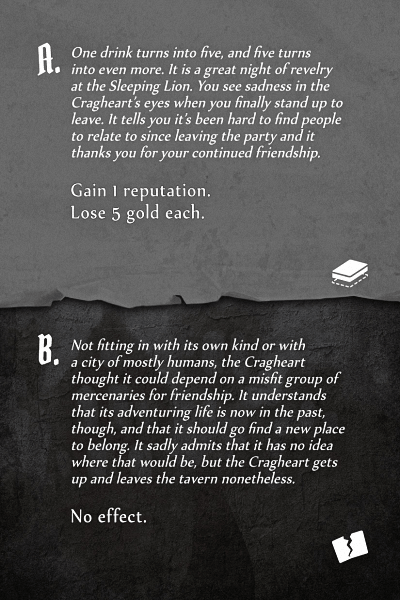 A. One drink turns into five, and five turns
into even more. It is a great night of revelry
at the Sleeping Lion. You see sadness in the
Cragheart's eyes when you finally stand up to
leave. It tells you it's been hard to find people
to relate to since leaving the party and it
thanks you for your continued friendship.
Gain 1 reputation.
Lose 5 gold each.
B. Not fitting in with its own kind or with
a city of mostly humans, the Cragheart
thought it could depend on a misfit group of
mercenaries for friendship. It understands
that its adventuring life is now in the past,
though, and that it should go find a new place
to belong. It sadly admits that it has no idea
where that would be, but the Cragheart gets
up and leaves the tavern nonetheless.
No effect.